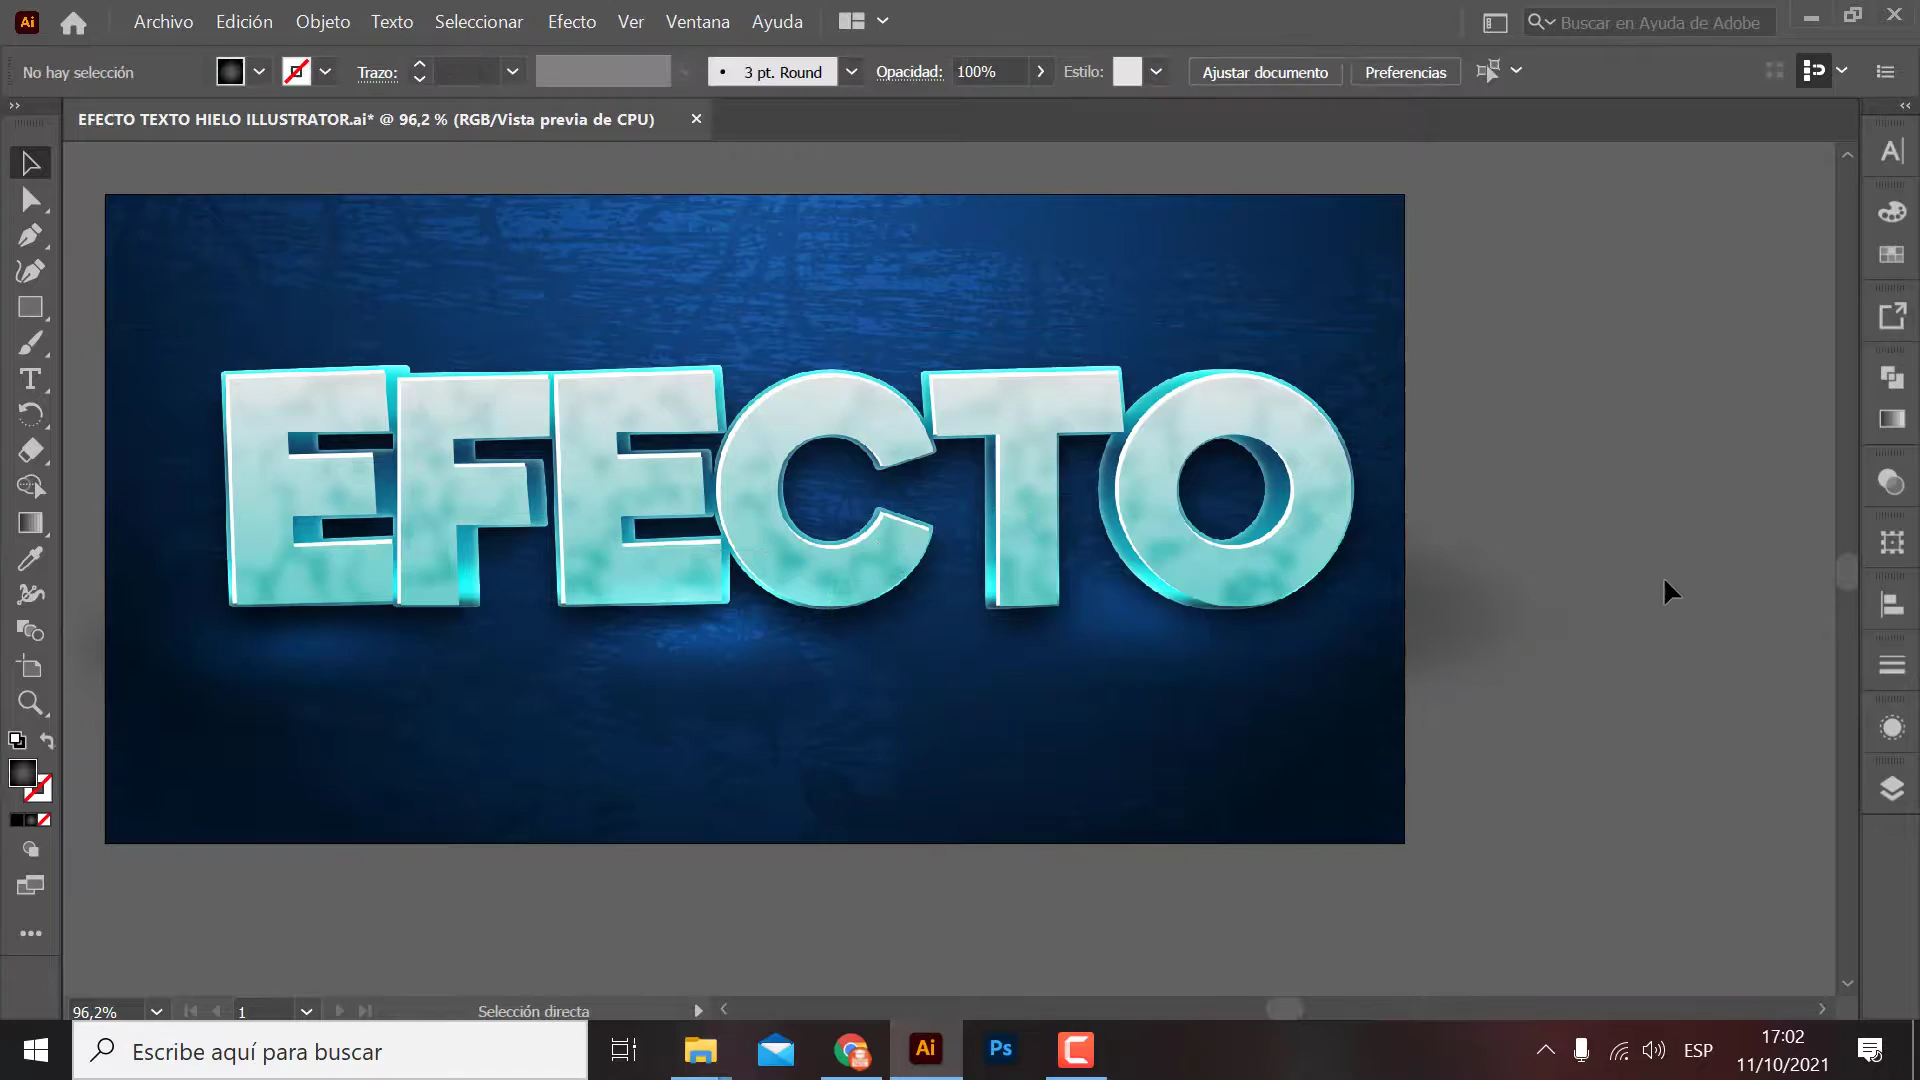 Ai Archivo Edición Objeto Texto Seleccionar Efecto Ver Ventana Ayuda Buscar en Ayuda de Adobe
No hay selección Trazo: 3 pt. Round Opacidad: 100% Estilo: Ajustar documento Preferencias
EFECTO TEXTO HIELO ILLUSTRATOR.ai* @ 96,2 % (RGB/Vista previa de CPU)
EFECTO
96,2% 1 Selección directa
Escribe aquí para buscar Ai Ps ESP 17:02
11/10/2021